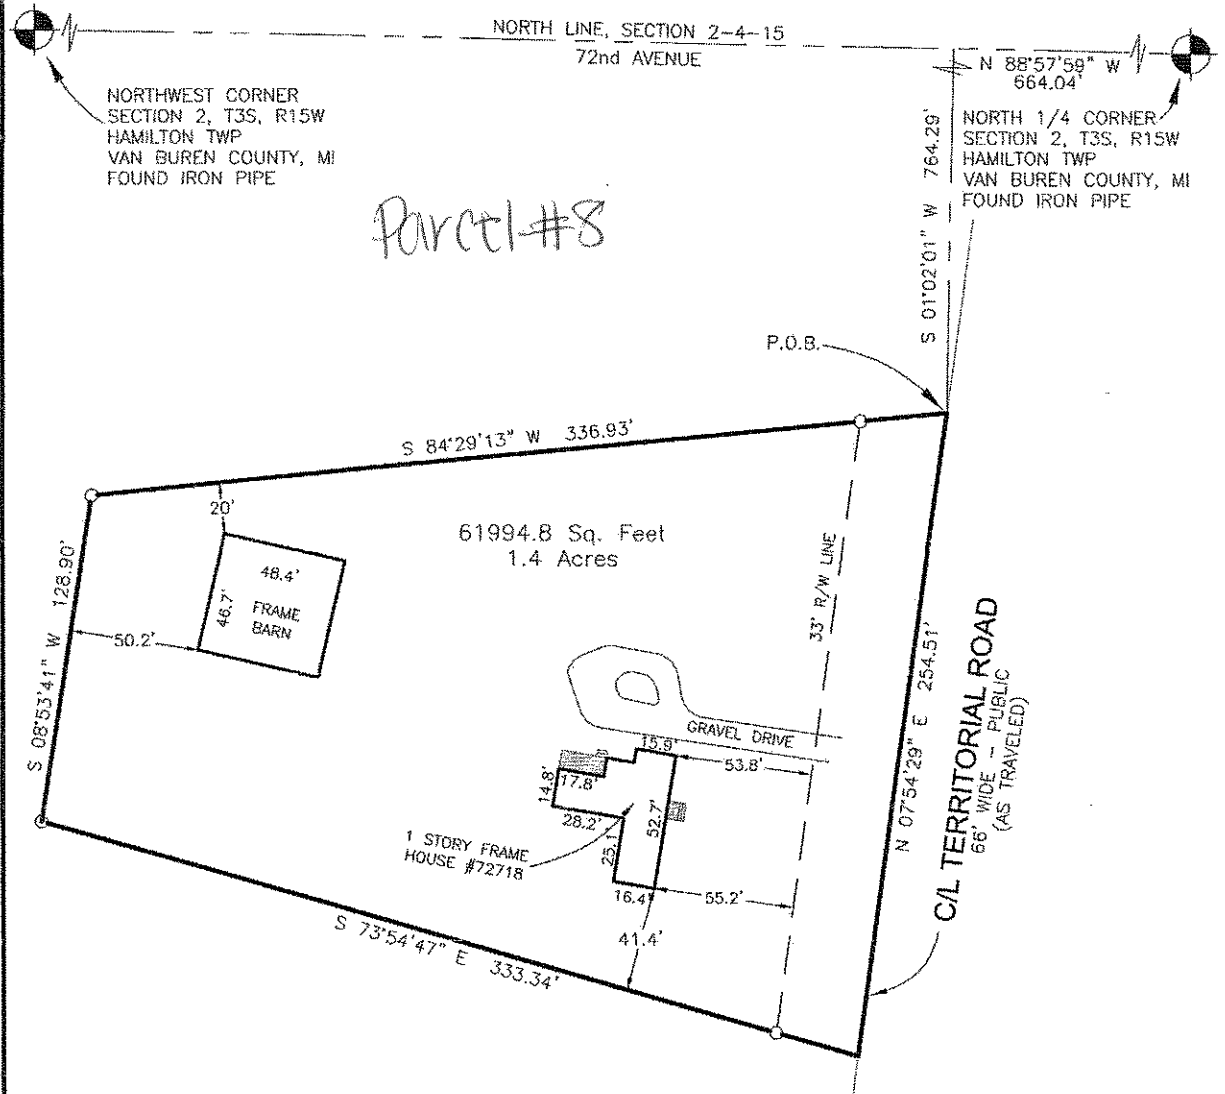 NORTH LINE, SECTION 2-4-15
72nd AVENUE
N 88°57'59" W
664.04'
NORTHWEST CORNER
SECTION 2, T3S, R15W
HAMILTON TWP
VAN BUREN COUNTY, MI
FOUND IRON PIPE
NORTH 1/4 CORNER
SECTION 2, T3S, R15W
HAMILTON TWP
VAN BUREN COUNTY, MI
FOUND IRON PIPE
S 01°02'01" W 764.29'
Parcel #8
P.O.B.
S 84°29'13" W 336.93'
20'
61994.8 Sq. Feet
1.4 Acres
48.4'
46.7'
FRAME
BARN
50.2'
S 08°53'41" W 128.90'
33' R/W LINE
GRAVEL DRIVE
15.9'
53.8'
14.8'
17.8'
28.2'
52.7'
25.1'
1 STORY FRAME
HOUSE #72718
16.4'
55.2'
41.4'
S 73°54'47" E 333.34'
N 07°54'29" E 254.51'
C/L TERRITORIAL ROAD
66' WIDE - PUBLIC
(AS TRAVELED)